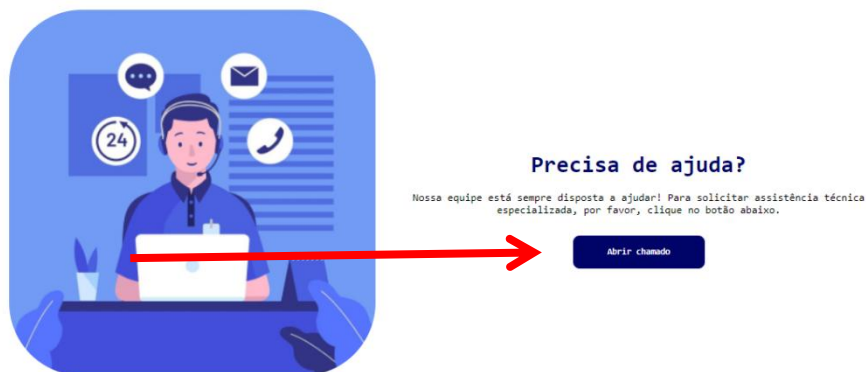 24
Precisa de ajuda?
Nossa equipe está sempre disposta a ajudar! Para solicitar assistência técnica
especializada, por favor, clique no botão abaixo.
Abrir chamado